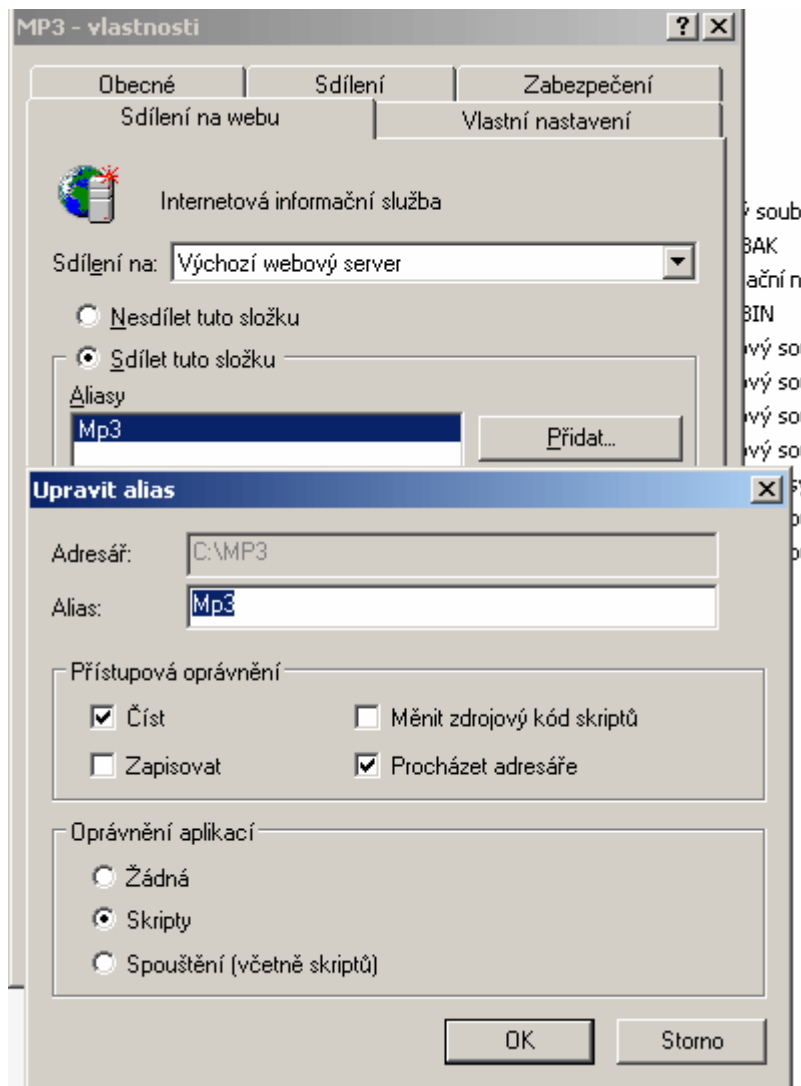 MP3 - vlastnosti
Obecné Sdílení Zabezpečení
Sdílení na webu Vlastní nastavení
Internetová informační služba
Sdílení na: Výchozí webový server
Nesdílet tuto složku
Sdílet tuto složku
Aliasy
Mp3
Přidat...
BAK
BIN
Upravit alias
Adresář: C:\MP3
Alias: Mp3
Přístupová oprávnění
Číst Měnit zdrojový kód skriptů
Zapisovat Procházet adresáře
Oprávnění aplikací
Žádná
Skripty
Spouštění (včetně skriptů)
OK Storno